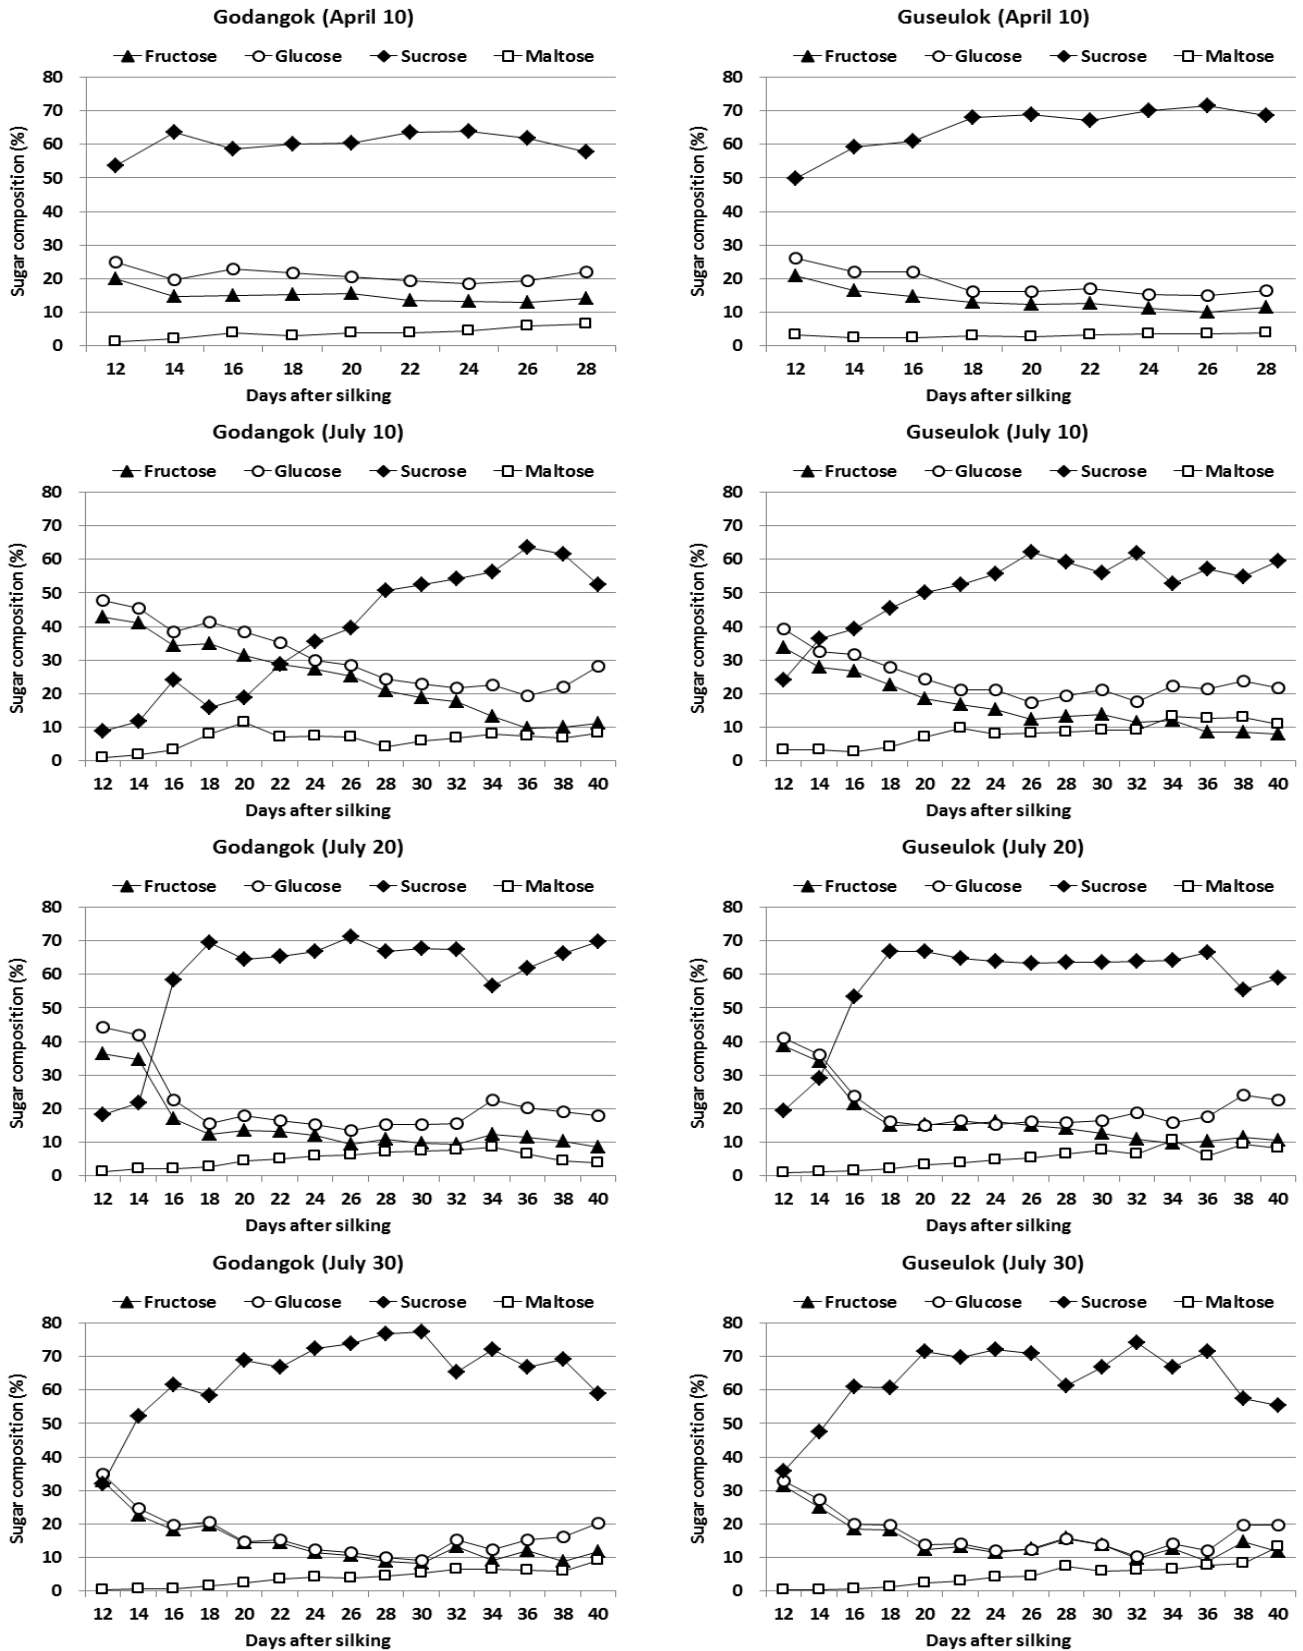 Godangok (April 10)
Fructose Glucose Sucrose Maltose
Sugar composition (%)
80
70
60
50
40
30
20
10
0
12 14 16 18 20 22 24 26 28
Days after silking
Guseulok (April 10)
Fructose Glucose Sucrose Maltose
Sugar composition (%)
80
70
60
50
40
30
20
10
0
12 14 16 18 20 22 24 26 28
Days after silking
Godangok (July 10)
Fructose Glucose Sucrose Maltose
Sugar composition (%)
80
70
60
50
40
30
20
10
0
12 14 16 18 20 22 24 26 28 30 32 34 36 38 40
Days after silking
Guseulok (July 10)
Fructose Glucose Sucrose Maltose
Sugar composition (%)
80
70
60
50
40
30
20
10
0
12 14 16 18 20 22 24 26 28 30 32 34 36 38 40
Days after silking
Godangok (July 20)
Fructose Glucose Sucrose Maltose
Sugar composition (%)
80
70
60
50
40
30
20
10
0
12 14 16 18 20 22 24 26 28 30 32 34 36 38 40
Days after silking
Guseulok (July 20)
Fructose Glucose Sucrose Maltose
Sugar composition (%)
80
70
60
50
40
30
20
10
0
12 14 16 18 20 22 24 26 28 30 32 34 36 38 40
Days after silking
Godangok (July 30)
Fructose Glucose Sucrose Maltose
Sugar composition (%)
80
70
60
50
40
30
20
10
0
12 14 16 18 20 22 24 26 28 30 32 34 36 38 40
Days after silking
Guseulok (July 30)
Fructose Glucose Sucrose Maltose
Sugar composition (%)
80
70
60
50
40
30
20
10
0
12 14 16 18 20 22 24 26 28 30 32 34 36 38 40
Days after silking